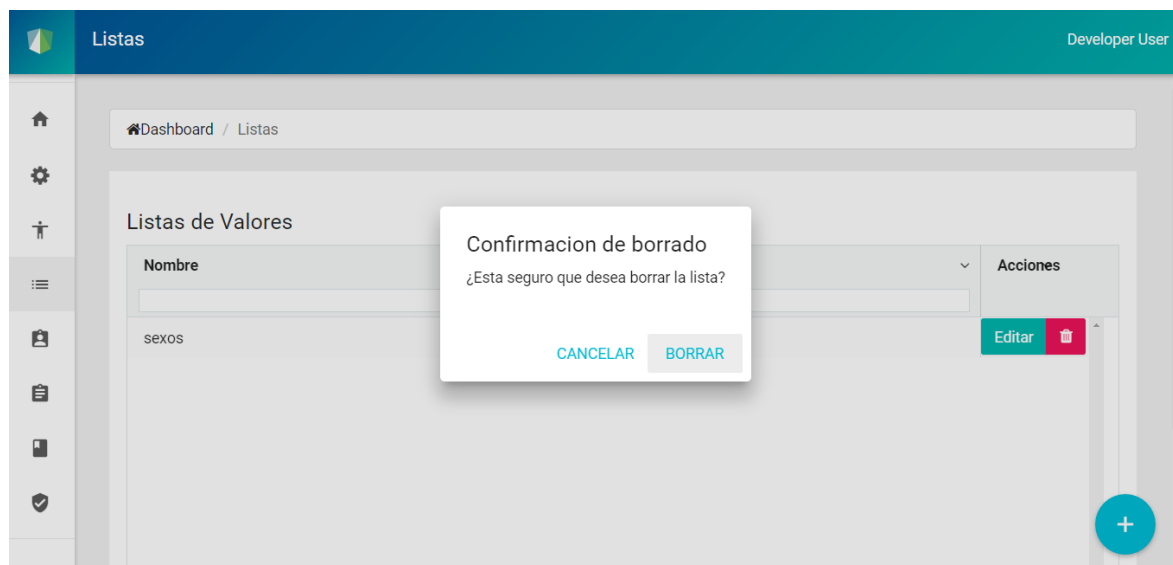 Listas
Developer User
Dashboard / Listas
Listas de Valores
Nombre
Acciones
sexos
Editar
Confirmacion de borrado
¿Esta seguro que desea borrar la lista?
CANCELAR BORRAR